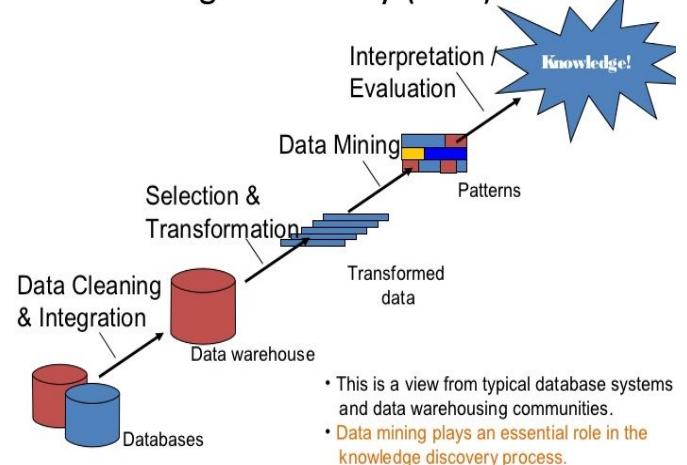 Interpretation /
Evaluation
Knowledge!
Data Mining
Patterns
Selection &
Transformation
Transformed
data
Data Cleaning
& Integration
Data warehouse
Databases
• This is a view from typical database systems
and data warehousing communities.
• Data mining plays an essential role in the
knowledge discovery process.